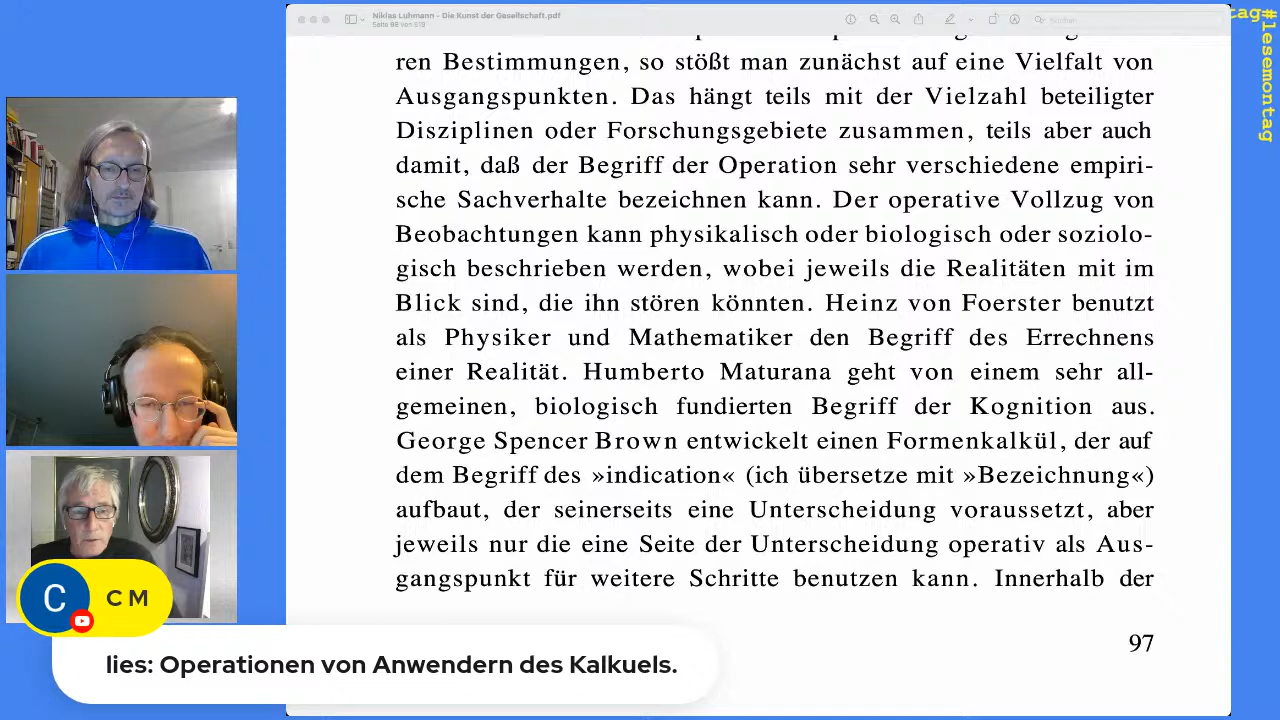 Niklas Luhmann - Die Kunst der Gesellschaft.pdf
Seite 98 von 519
Suchen
ren Bestimmungen, so stößt man zunächst auf eine Vielfalt von
Ausgangspunkten. Das hängt teils mit der Vielzahl beteiligter
Disziplinen oder Forschungsgebiete zusammen, teils aber auch
damit, daß der Begriff der Operation sehr verschiedene empiri-
sche Sachverhalte bezeichnen kann. Der operative Vollzug von
Beobachtungen kann physikalisch oder biologisch oder soziolo-
gisch beschrieben werden, wobei jeweils die Realitäten mit im
Blick sind, die ihn stören könnten. Heinz von Foerster benutzt
als Physiker und Mathematiker den Begriff des Errechnens
einer Realität. Humberto Maturana geht von einem sehr all-
gemeinen, biologisch fundierten Begriff der Kognition aus.
George Spencer Brown entwickelt einen Formenkalkül, der auf
dem Begriff des »indication« (ich übersetze mit »Bezeichnung«)
aufbaut, der seinerseits eine Unterscheidung voraussetzt, aber
jeweils nur die eine Seite der Unterscheidung operativ als Aus-
gangspunkt für weitere Schritte benutzen kann. Innerhalb der
97
tag
#lesemontag
C
C M
lies: Operationen von Anwendern des Kalkuels.